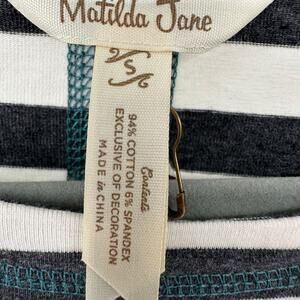 Matilda Jane
S
Contents
94% COTTON 6% SPANDEX
EXCLUSIVE OF DECORATION
MADE in CHINA